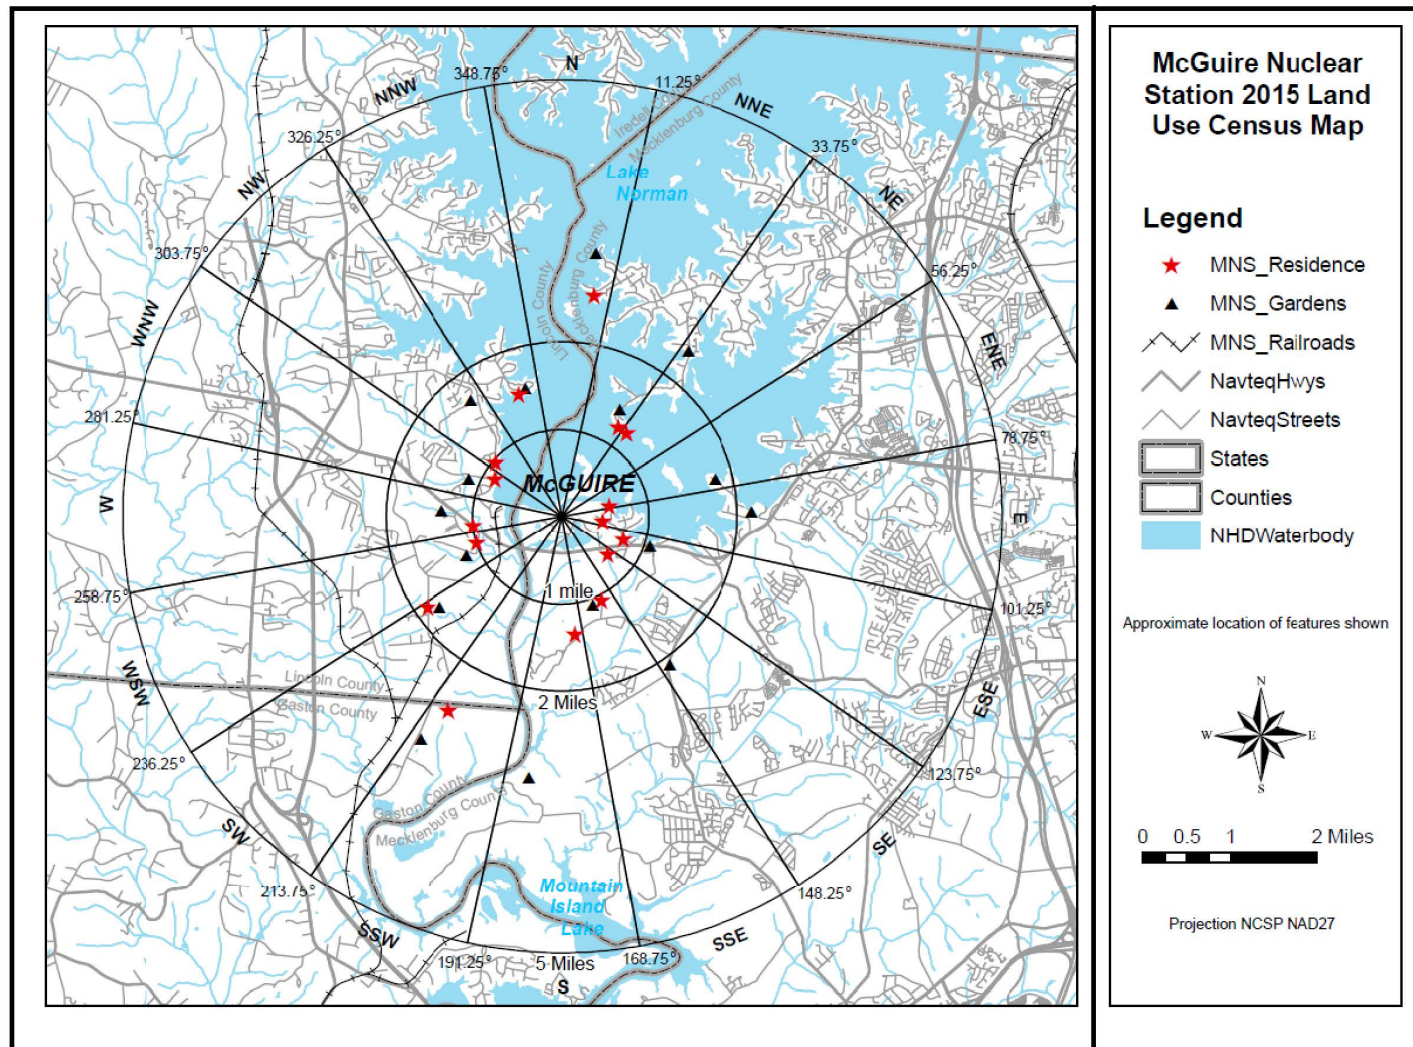 McGuire Nuclear
Station 2015 Land
Use Census Map
Legend
MNS_Residence
MNS_Gardens
MNS_Railroads
NavteqHwys
NavteqStreets
States
Counties
NHDWaterbody
Approximate location of features shown
N
W
E
S
0 0.5 1 2 Miles
Projection NCSP NAD27
N
348.75°
11.25°
NNW
NNE
326.25°
33.75°
Iredell County
Mecklenburg County
Lake
Norman
NW
NE
303.75°
56.25°
Lincoln County
Mecklenburg County
WNW
ENE
281.25°
78.75°
McGUIRE
W
E
1 mile
258.75°
101.25°
WSW
ESE
Lincoln County
Gaston County
2 Miles
236.25°
123.75°
Gaston County
Mecklenburg County
SW
SE
213.75°
148.25°
Mountain
Island
Lake
SSW
SSE
191.25°
5 Miles
168.75°
S